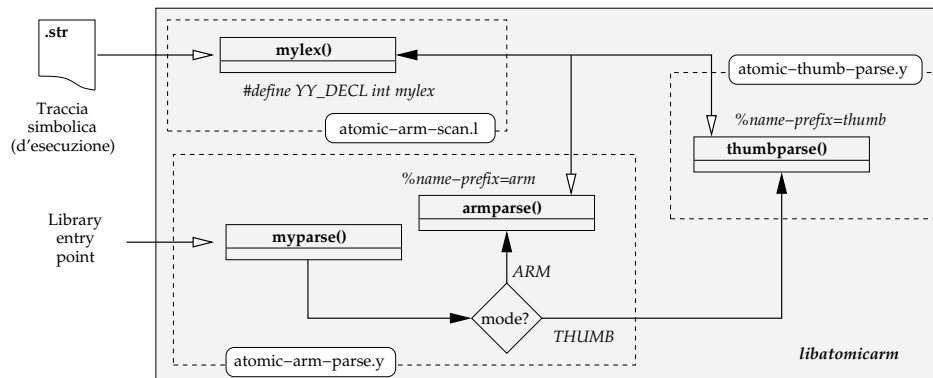 .str
Traccia
simbolica
(d'esecuzione)
mylex()
#define YY_DECL int mylex
atomic-arm-scan.l
atomic-thumb-parse.y
%name-prefix=thumb
thumbparse()
%name-prefix=arm
armparse()
Library
entry
point
myparse()
ARM
mode?
THUMB
atomic-arm-parse.y
libatomicarm